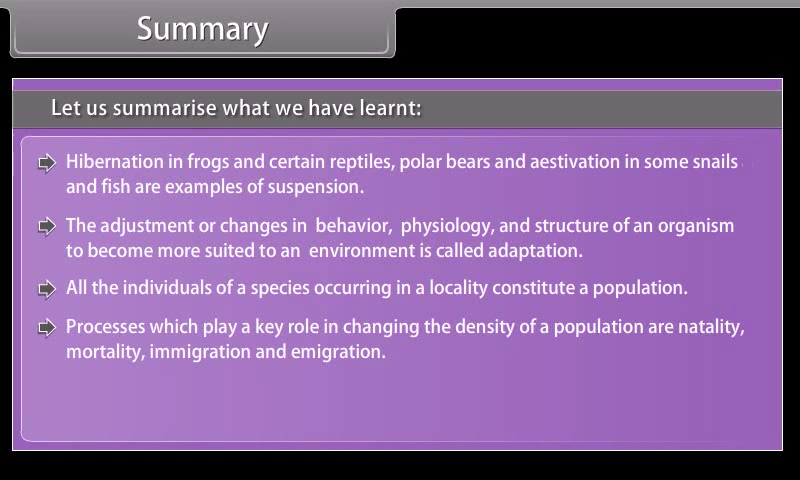 Summary
Let us summarise what we have learnt:
Hibernation in frogs and certain reptiles, polar bears and aestivation in some snails
and fish are examples of suspension.
The adjustment or changes in behavior, physiology, and structure of an organism
to become more suited to an environment is called adaptation.
All the individuals of a species occurring in a locality constitute a population.
Processes which play a key role in changing the density of a population are natality,
mortality, immigration and emigration.